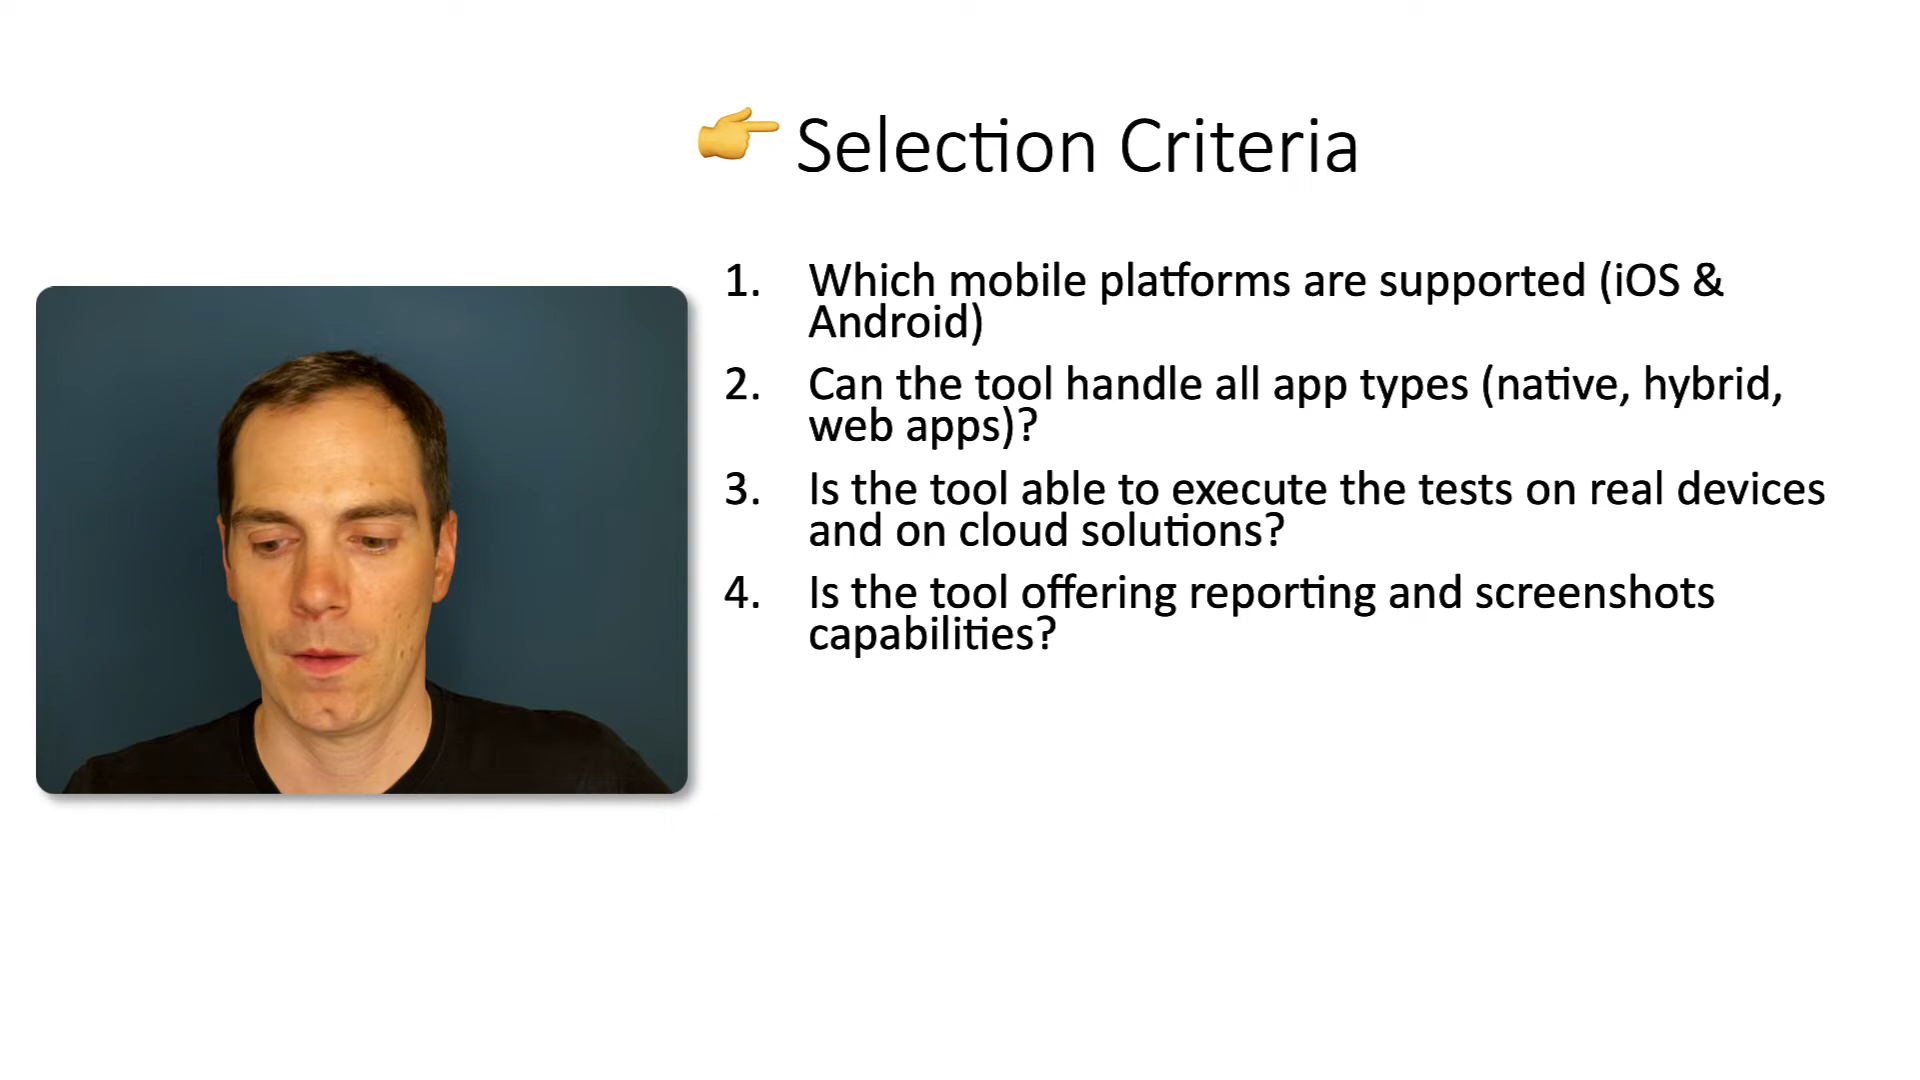 👉 Selection Criteria
1. Which mobile platforms are supported (iOS &
Android)
2. Can the tool handle all app types (native, hybrid,
web apps)?
3. Is the tool able to execute the tests on real devices
and on cloud solutions?
4. Is the tool offering reporting and screenshots
capabilities?